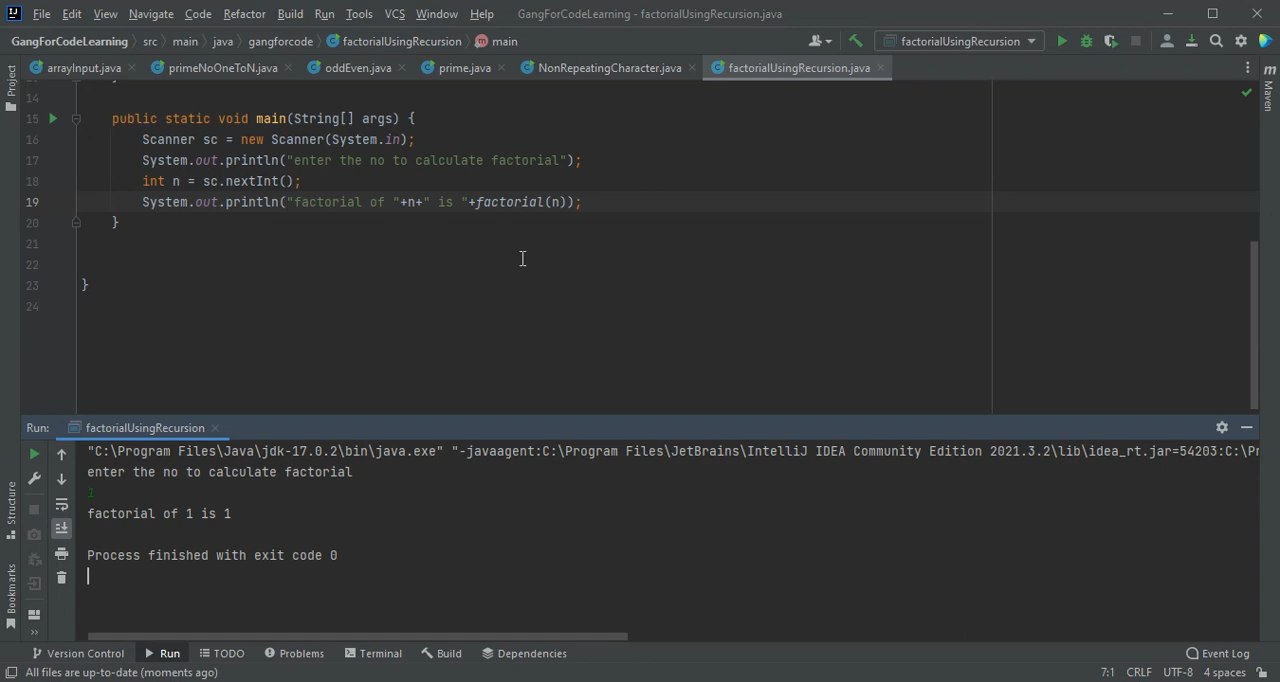 File Edit View Navigate Code Refactor Build Run Tools VCS Window Help GangForCodeLearning - factorialUsingRecursion.java
GangForCodeLearning src main java gangforcode factorialUsingRecursion main factorialUsingRecursion
arrayInput.java primeNoOneToN.java oddEven.java prime.java NonRepeatingCharacter.java factorialUsingRecursion.java
Project
Maven
14
15 public static void main(String[] args) {
16 Scanner sc = new Scanner(System.in);
17 System.out.println("enter the no to calculate factorial");
18 int n = sc.nextInt();
19 System.out.println("factorial of "+n+" is "+factorial(n));
20 }
21
22
23 }
24
Run: factorialUsingRecursion
"C:\Program Files\Java\jdk-17.0.2\bin\java.exe" "-javaagent:C:\Program Files\JetBrains\IntelliJ IDEA Community Edition 2021.3.2\lib\idea_rt.jar=54203:C:\Pr
enter the no to calculate factorial
1
factorial of 1 is 1
Process finished with exit code 0
Structure
Bookmarks
Version Control Run TODO Problems Terminal Build Dependencies Event Log
All files are up-to-date (moments ago) 7:1 CRLF UTF-8 4 spaces